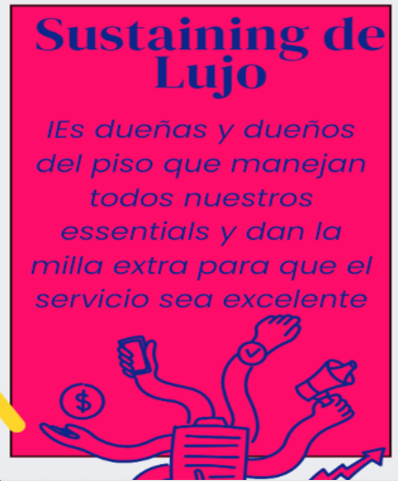 Sustaining de
Lujo
IEs dueñas y dueños
del piso que manejan
todos nuestros
essentials y dan la
milla extra para que el
servicio sea excelente
$